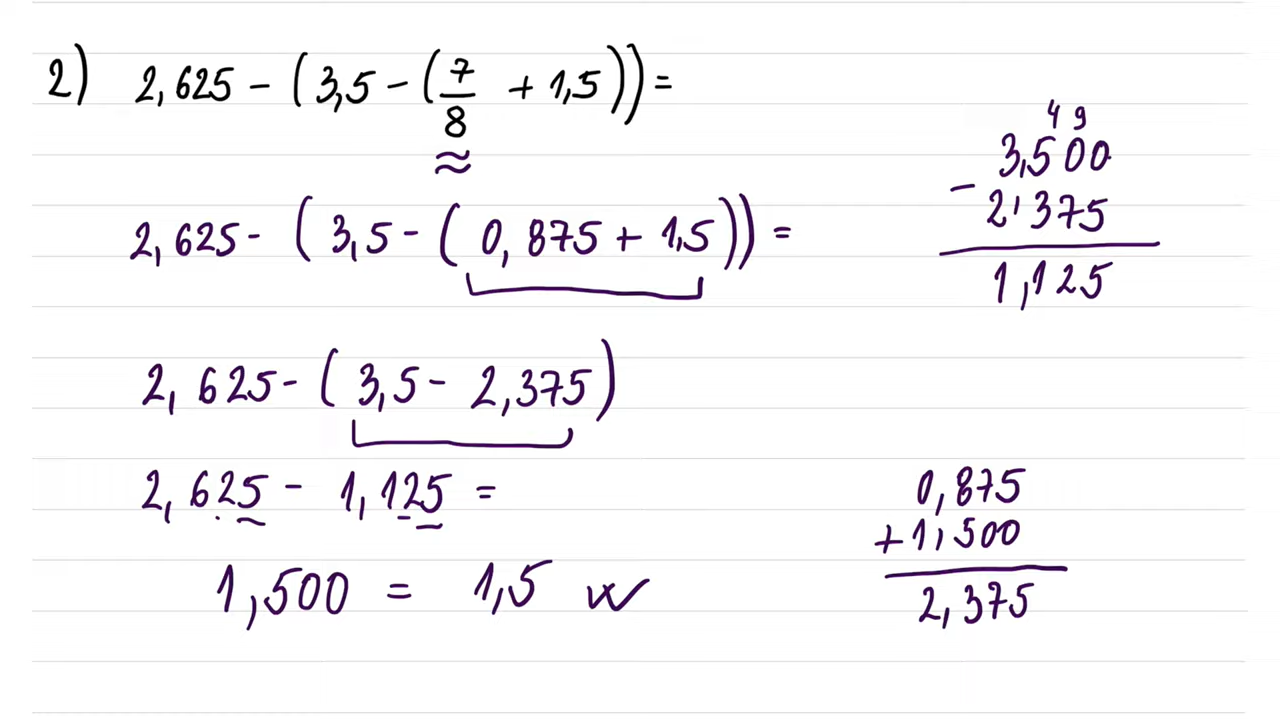 2) 2,625 - (3,5 - (7/8 + 1,5)) =
≈
2,625 - (3,5 - (0,875 + 1,5)) =
2,625 - (3,5 - 2,375)
2,625 - 1,125 =
1,500 = 1,5
4 9
3,500
- 2,375
1,125
0,875
+ 1,500
2,375